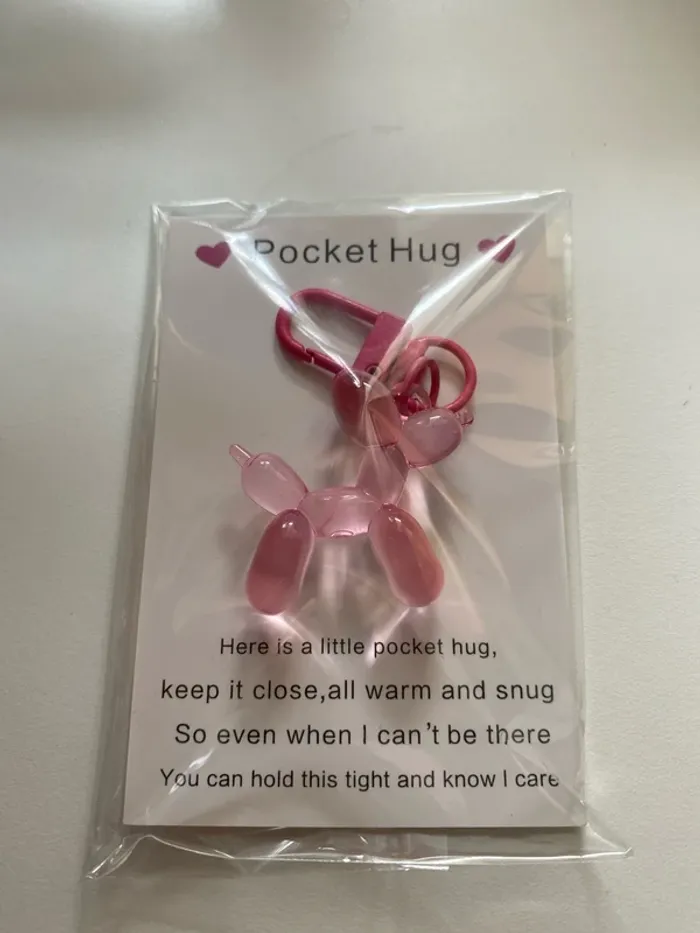 Pocket Hug
Here is a little pocket hug,
keep it close,all warm and snug
So even when I can't be there
You can hold this tight and know I care